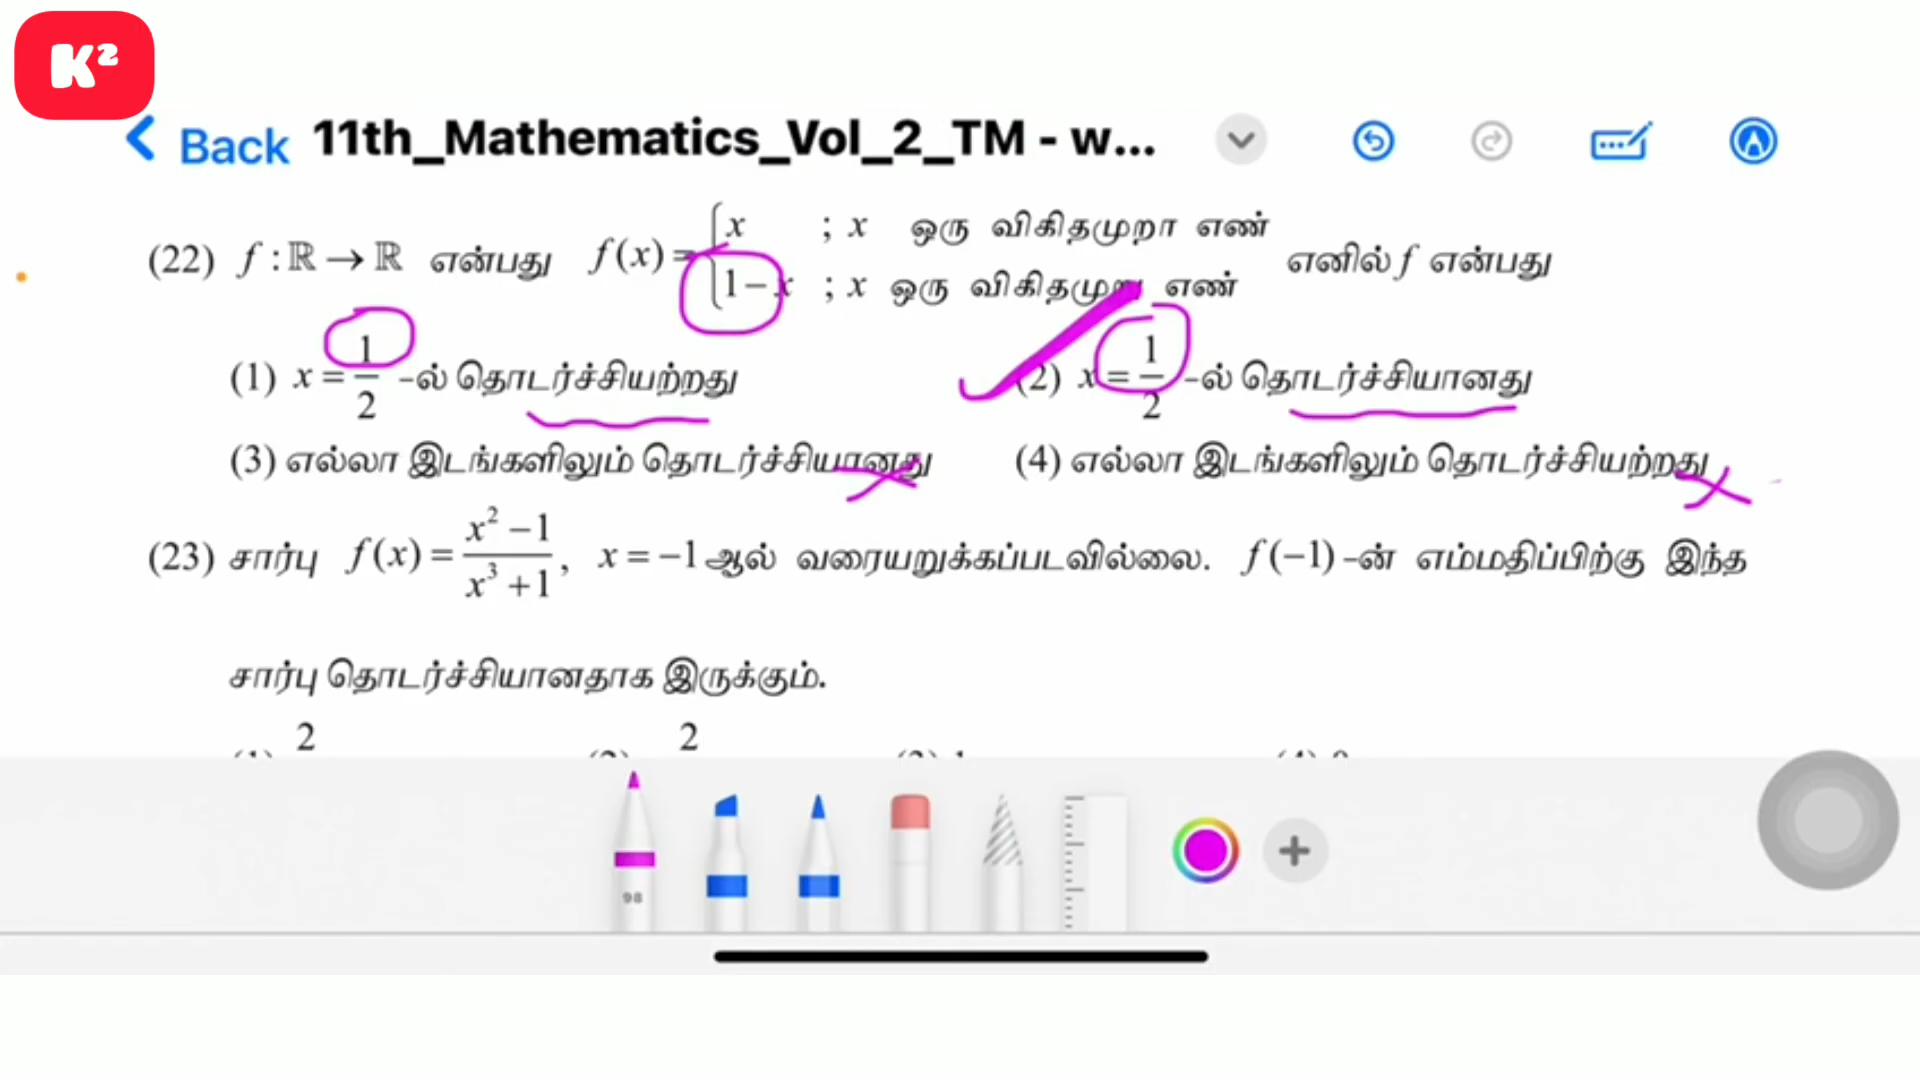 K²
Back 11th_Mathematics_Vol_2_TM - w...
(22) f : ℝ → ℝ என்பது f(x) = { x ; x ஒரு விகிதமுறா எண்
1 – x ; x ஒரு விகிதமுறு எண் எனில் f என்பது
(1) x = 1/2 -ல் தொடர்ச்சியற்றது (2) x = 1/2 -ல் தொடர்ச்சியானது
(3) எல்லா இடங்களிலும் தொடர்ச்சியானது (4) எல்லா இடங்களிலும் தொடர்ச்சியற்றது
(23) சார்பு f(x) = (x² – 1)/(x³ + 1), x = –1 ஆல் வரையறுக்கப்படவில்லை. f(–1) -ன் எம்மதிப்பிற்கு இந்த
சார்பு தொடர்ச்சியானதாக இருக்கும்.
2 2
98